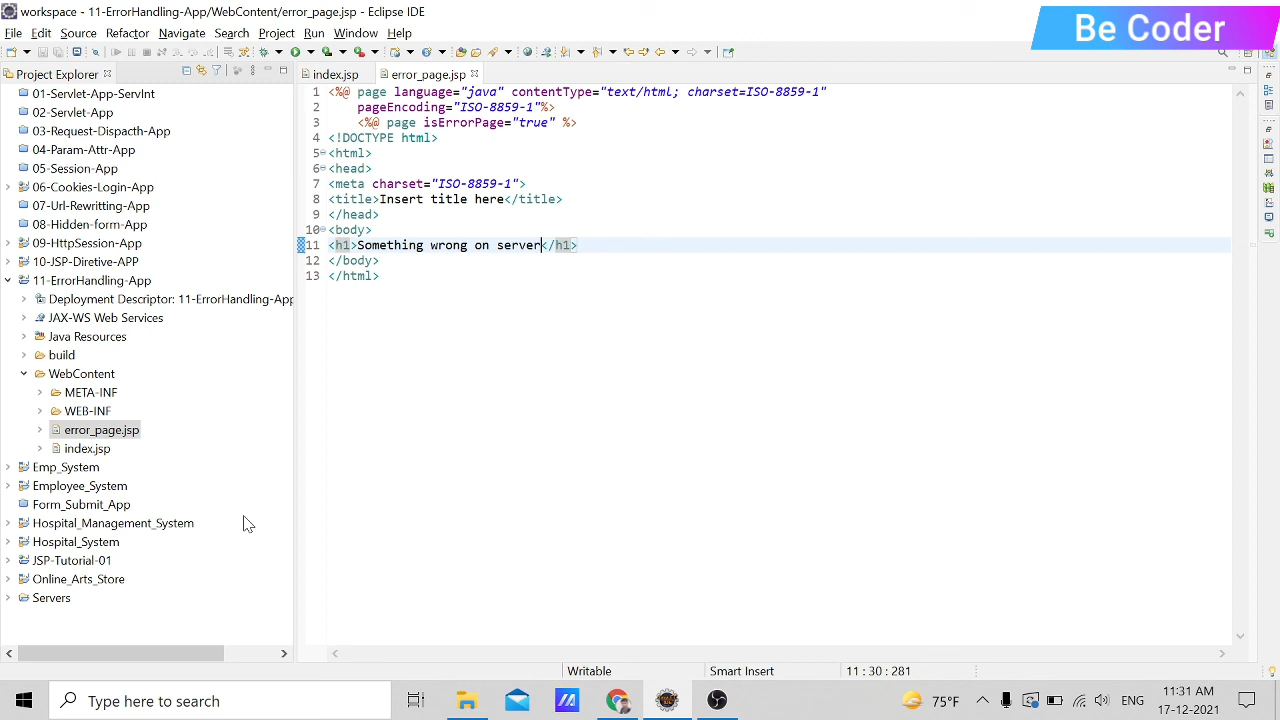 workspace - 11-ErrorHandling-App/WebContent/error_page.jsp - Eclipse IDE
Be Coder
File Edit Source Refactor Navigate Search Project Run Window Help
Project Explorer
index.jsp
error_page.jsp
01-Servlet-App-ServInt
02-Servlet-App
03-Request-Dispacth-App
04-Param-Attr-App
05-Session-App
06-Cookies-Login-App
07-Url-Rewritting-App
08-Hidden-form-App
09-HttpSession-App
10-JSP-Diretive-APP
11-ErrorHandling-App
Deployment Descriptor: 11-ErrorHandling-App
JAX-WS Web Services
Java Resources
build
WebContent
META-INF
WEB-INF
error_page.jsp
index.jsp
Emp_System
Employee_System
Form_Submit_App
Hospital_Management_System
Hospital_System
JSP-Tutorial-01
Online_Arts_Store
Servers
1 <%@ page language="java" contentType="text/html; charset=ISO-8859-1"
2 pageEncoding="ISO-8859-1"%>
3 <%@ page isErrorPage="true" %>
4 <!DOCTYPE html>
5 <html>
6 <head>
7 <meta charset="ISO-8859-1">
8 <title>Insert title here</title>
9 </head>
10 <body>
11 <h1>Something wrong on server</h1>
12 </body>
13 </html>
Writable
Smart Insert
11 : 30 : 281
Type here to search
75°F
ENG
11:31 AM
17-12-2021